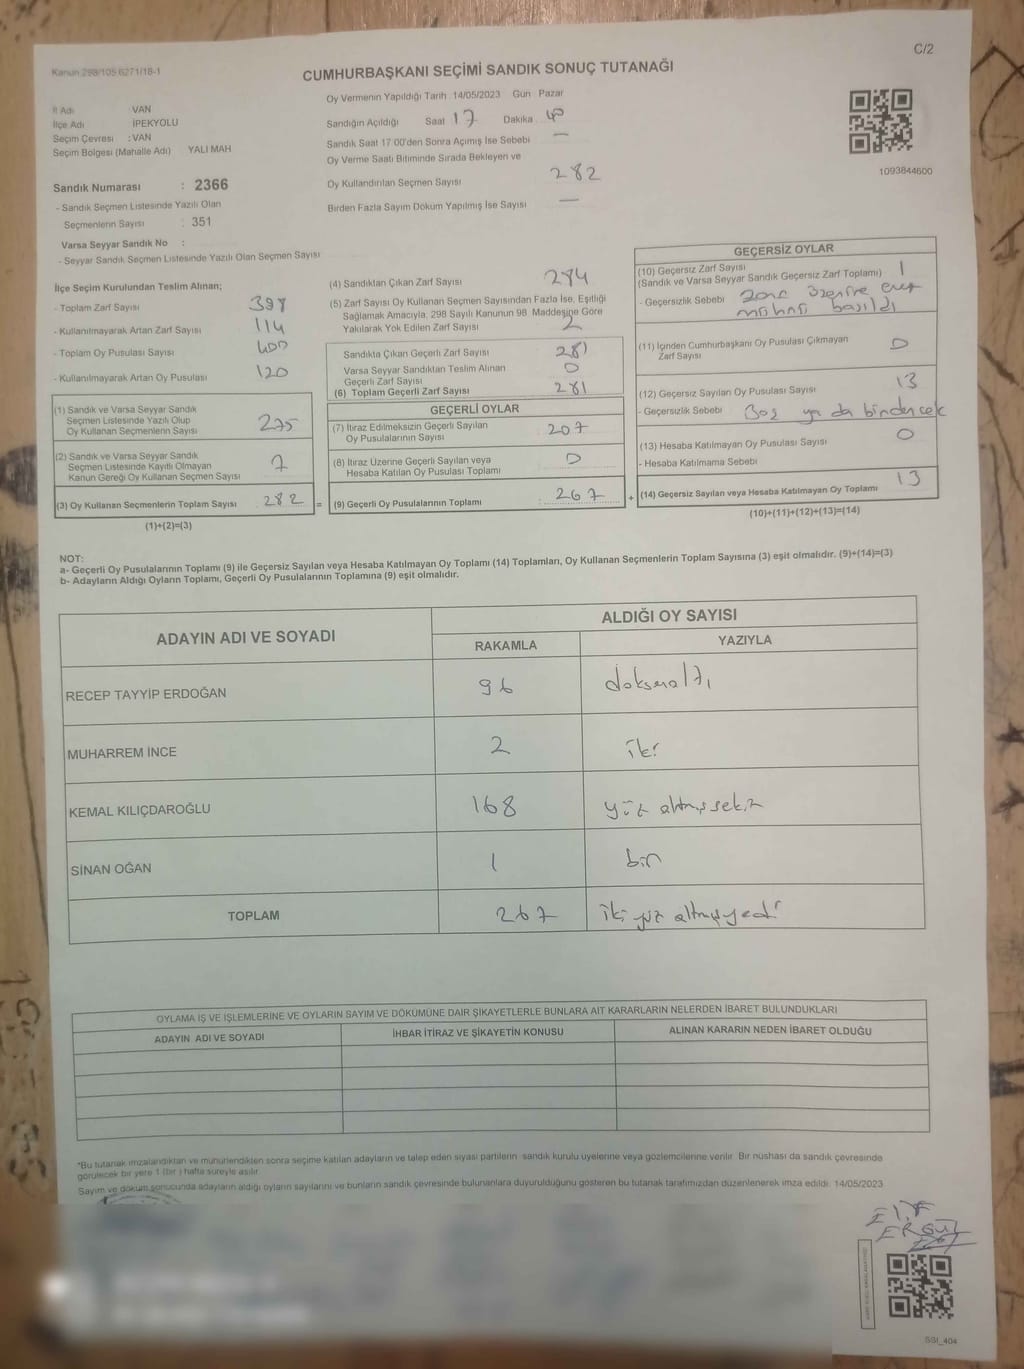 C/2
Kanun 298/105 6271/18-1
CUMHURBAŞKANI SEÇİMİ SANDIK SONUÇ TUTANAĞI
İl Adı VAN
İlçe Adı İPEKYOLU
Seçim Çevresi : VAN
Seçim Bölgesi (Mahalle Adı) YALI MAH
Sandık Numarası : 2366
- Sandık Seçmen Listesinde Yazılı Olan
Seçmenlerin Sayısı : 351
Varsa Seyyar Sandık No :
- Seyyar Sandık Seçmen Listesinde Yazılı Olan Seçmen Sayısı
Oy Vermenin Yapıldığı Tarih 14/05/2023 Gün Pazar
Sandığın Açıldığı Saat 17 Dakika
Sandık Saat 17:00'den Sonra Açımış İse Sebebi —
Oy Verme Saati Bitiminde Sırada Bekleyen ve
Oy Kullandırılan Seçmen Sayısı 282
Birden Fazla Sayım Döküm Yapılmış İse Sayısı —
1093844600
İlçe Seçim Kurulundan Teslim Alınan;
- Toplam Zarf Sayısı 398
- Kullanılmayarak Artan Zarf Sayısı 114
- Toplam Oy Pusulası Sayısı 400
- Kullanılmayarak Artan Oy Pusulası 120
(1) Sandık ve Varsa Seyyar Sandık
Seçmen Listesinde Yazılı Olup
Oy Kullanan Seçmenlerin Sayısı 275
(2) Sandık ve Varsa Seyyar Sandık
Seçmen Listesinde Kayıtlı Olmayan
Kanun Gereği Oy Kullanan Seçmen Sayısı 7
(3) Oy Kullanan Seçmenlerin Toplam Sayısı : 282 =
(1)+(2)=(3)
(4) Sandıktan Çıkan Zarf Sayısı 284
(5) Zarf Sayısı Oy Kullanan Seçmen Sayısından Fazla İse, Eşitliği
Sağlamak Amacıyla, 298 Sayılı Kanunun 98. Maddesine Göre
Yakılarak Yok Edilen Zarf Sayısı 2
Sandıkta Çıkan Geçerli Zarf Sayısı 281
Varsa Seyyar Sandıktan Teslim Alınan
Geçerli Zarf Sayısı 0
(6) Toplam Geçerli Zarf Sayısı 281
GEÇERLİ OYLAR
(7) İtiraz Edilmeksizin Geçerli Sayılan
Oy Pusulalarının Sayısı 207
(8) İtiraz Üzerine Geçerli Sayılan veya
Hesaba Katılan Oy Pusulası Toplamı 0
(9) Geçerli Oy Pusulalarının Toplamı : 267 +
GEÇERSİZ OYLAR
(10) Geçersiz Zarf Sayısı
(Sandık ve Varsa Seyyar Sandık Geçersiz Zarf Toplamı) 1
- Geçersizlik Sebebi üzerine evet
mührü basıldı
(11) İçinden Cumhurbaşkanı Oy Pusulası Çıkmayan
Zarf Sayısı 0
(12) Geçersiz Sayılan Oy Pusulası Sayısı 13
- Geçersizlik Sebebi Boş ya da
(13) Hesaba Katılmayan Oy Pusulası Sayısı 0
- Hesaba Katılmama Sebebi
(14) Geçersiz Sayılan veya Hesaba Katılmayan Oy Toplamı 13
(10)+(11)+(12)+(13)=(14)
NOT:
a- Geçerli Oy Pusulalarının Toplamı (9) ile Geçersiz Sayılan veya Hesaba Katılmayan Oy Toplamı (14) Toplamları, Oy Kullanan Seçmenlerin Toplam Sayısına (3) eşit olmalıdır. (9)+(14)=(3)
b- Adayların Aldığı Oyların Toplamı, Geçerli Oy Pusulalarının Toplamına (9) eşit olmalıdır.
ADAYIN ADI VE SOYADI ALDIĞI OY SAYISI
RAKAMLA YAZIYLA
RECEP TAYYİP ERDOĞAN 96 doksanaltı
MUHARREM İNCE 2 iki
KEMAL KILIÇDAROĞLU 168 yüz altmışsekiz
SİNAN OĞAN 1 bir
TOPLAM 267 iki yüz altmışyedi
OYLAMA İŞ VE İŞLEMLERİNE VE OYLARIN SAYIM VE DÖKÜMÜNE DAİR ŞİKAYETLERLE BUNLARA AİT KARARLARIN NELERDEN İBARET BULUNDUKLARI
ADAYIN ADI VE SOYADI İHBAR İTİRAZ VE ŞİKAYETİN KONUSU ALINAN KARARIN NEDEN İBARET OLDUĞU
*Bu tutanak imzalandıktan ve mühürlendikten sonra seçime katılan adayların ve talep eden siyasi partilerin sandık kurulu üyelerine veya gözlemcilerine verilir. Bir nüshası da sandık çevresinde
görülecek bir yere 1 (bir ) hafta süreyle asılır.
Sayım ve döküm sonucunda adayların aldığı oyların sayılarını ve bunların sandık çevresinde bulunanlara duyurulduğunu gösteren bu tutanak tarafımızdan düzenlenerek imza edildi. 14/05/2023
ELİF
ERGÜL
SSI_404